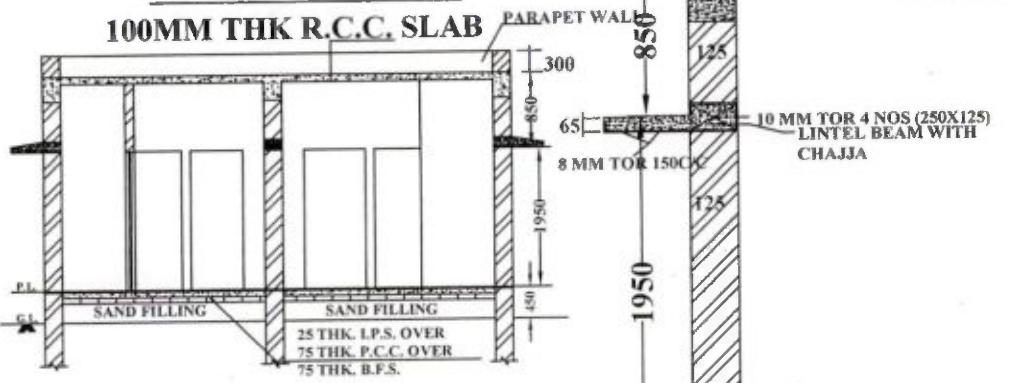 100MM THK R.C.C. SLAB
PARAPET WALL
300
850
1950
450
P.L.
G.L.
SAND FILLING
SAND FILLING
25 THK. I.P.S. OVER
75 THK. P.C.C. OVER
75 THK. B.F.S.
850
125
65
10 MM TOR 4 NOS (250X125)
LINTEL BEAM WITH
CHAJJA
8 MM TOR 150C/C
125
1950